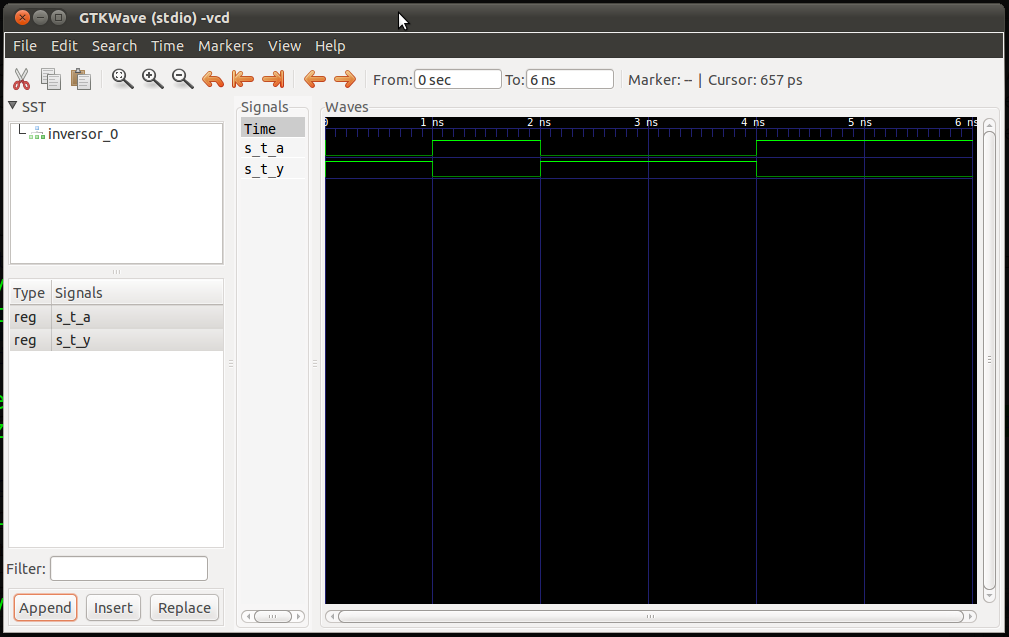 GTKWave (stdio) -vcd
File Edit Search Time Markers View Help
From: 0 sec To: 6 ns Marker: -- | Cursor: 657 ps
SST
inversor_0
Type Signals
reg s_t_a
reg s_t_y
Filter:
Append Insert Replace
Signals
Time
s_t_a
s_t_y
Waves
0 1 ns 2 ns 3 ns 4 ns 5 ns 6 ns